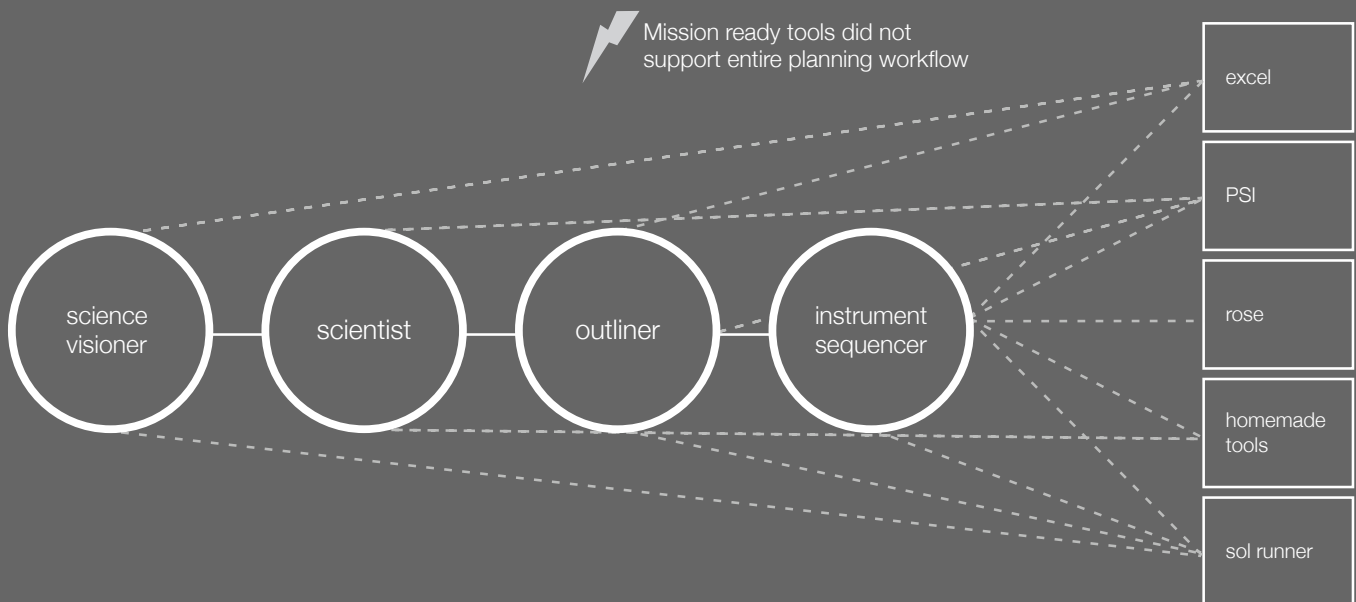 Mission ready tools did not
support entire planning workflow
science
visioner
scientist
outliner
instrument
sequencer
excel
PSI
rose
homemade
tools
sol runner